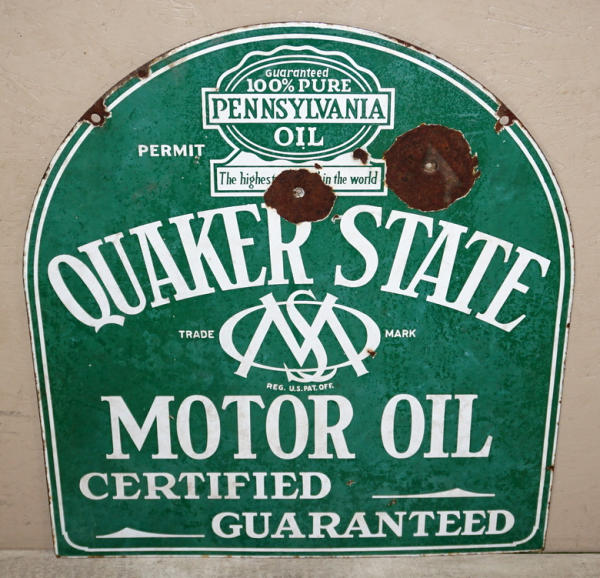 Guaranteed
100% PURE
PENNSYLVANIA
OIL
PERMIT
The highest in the world
QUAKER STATE
TRADE MARK
REG. U.S. PAT. OFF.
MOTOR OIL
CERTIFIED
GUARANTEED